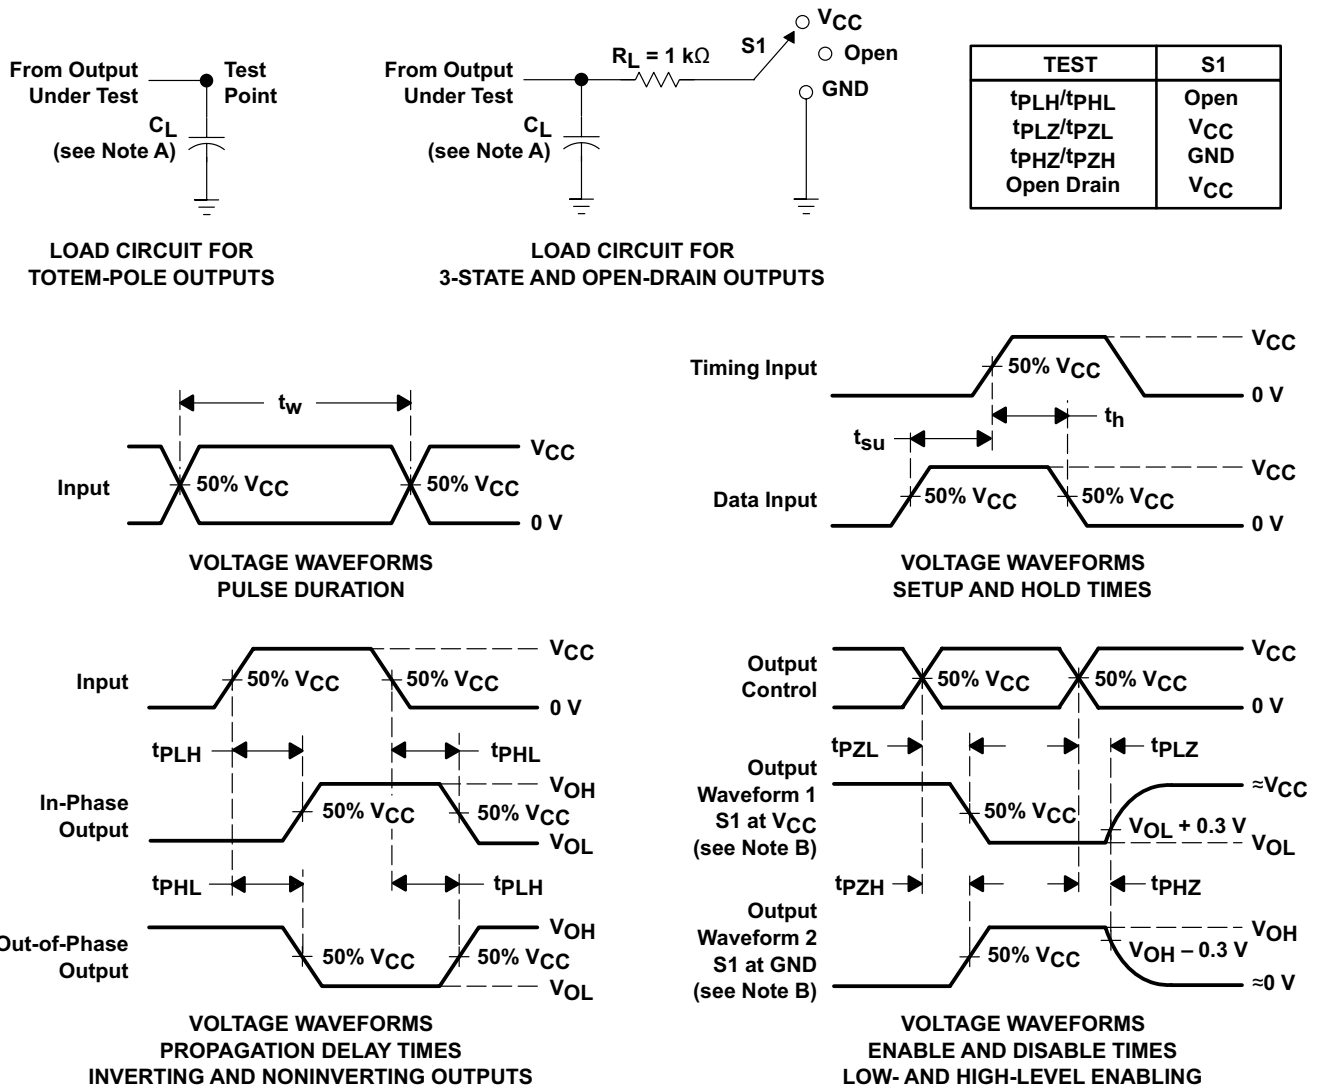 From Output
Under Test
Test
Point
CL
(see Note A)
LOAD CIRCUIT FOR
TOTEM-POLE OUTPUTS
From Output
Under Test
RL = 1 kΩ
S1
VCC
Open
GND
CL
(see Note A)
LOAD CIRCUIT FOR
3-STATE AND OPEN-DRAIN OUTPUTS
TEST S1
tPLH/tPHL Open
tPLZ/tPZL VCC
tPHZ/tPZH GND
Open Drain VCC
tw
Input
50% VCC
50% VCC
VCC
0 V
VOLTAGE WAVEFORMS
PULSE DURATION
Timing Input
50% VCC
VCC
0 V
tsu
th
Data Input
50% VCC
50% VCC
VCC
0 V
VOLTAGE WAVEFORMS
SETUP AND HOLD TIMES
Input
50% VCC
50% VCC
VCC
0 V
tPLH
tPHL
In-Phase
Output
50% VCC
50% VCC
VOH
VOL
tPHL
tPLH
Out-of-Phase
Output
50% VCC
50% VCC
VOH
VOL
VOLTAGE WAVEFORMS
PROPAGATION DELAY TIMES
INVERTING AND NONINVERTING OUTPUTS
Output
Control
50% VCC
50% VCC
VCC
0 V
tPZL
tPLZ
Output
Waveform 1
S1 at VCC
(see Note B)
50% VCC
≈VCC
VOL + 0.3 V
VOL
tPZH
tPHZ
Output
Waveform 2
S1 at GND
(see Note B)
50% VCC
VOH
VOH – 0.3 V
≈0 V
VOLTAGE WAVEFORMS
ENABLE AND DISABLE TIMES
LOW- AND HIGH-LEVEL ENABLING